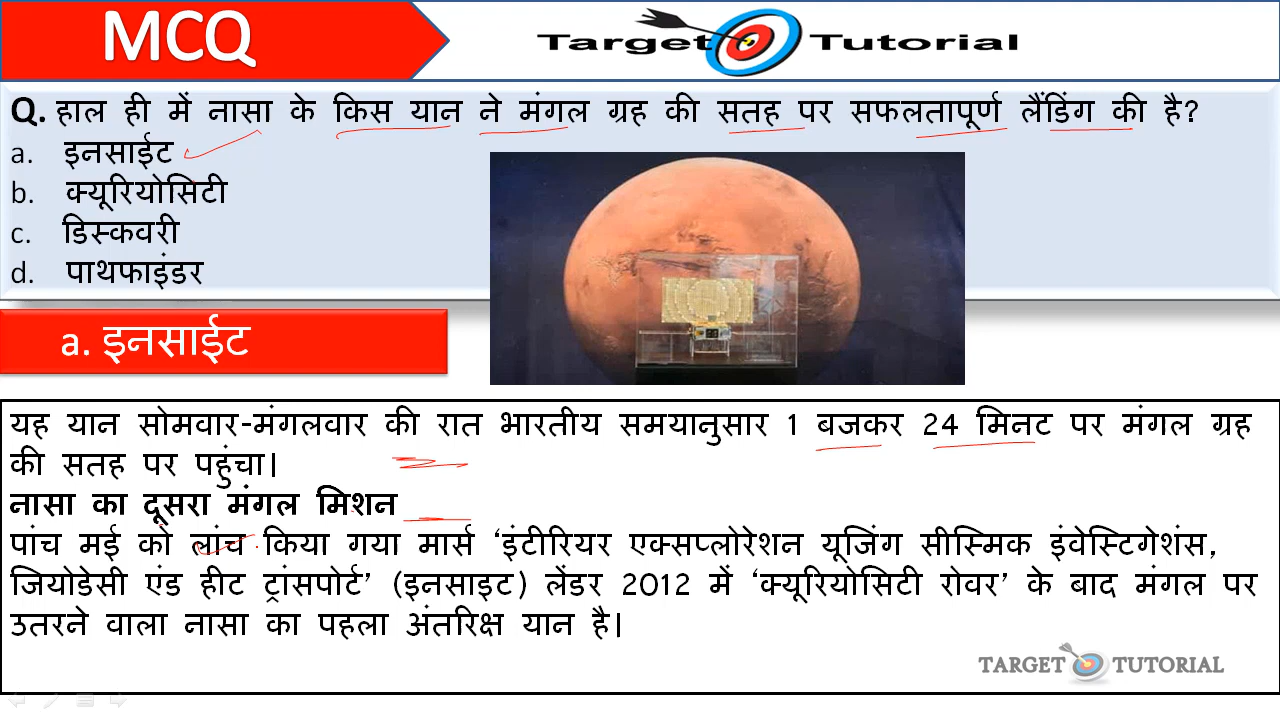 MCQ
Target Tutorial
Q. हाल ही में नासा के किस यान ने मंगल ग्रह की सतह पर सफलतापूर्ण लैंडिंग की है?
a. इनसाईट
b. क्यूरियोसिटी
c. डिस्कवरी
d. पाथफाइंडर
a. इनसाईट
यह यान सोमवार-मंगलवार की रात भारतीय समयानुसार 1 बजकर 24 मिनट पर मंगल ग्रह
की सतह पर पहुंचा।
नासा का दूसरा मंगल मिशन
पांच मई को लांच किया गया मार्स ‘इंटीरियर एक्सप्लोरेशन यूजिंग सीस्मिक इंवेस्टिगेशंस,
जियोडेसी एंड हीट ट्रांसपोर्ट’ (इनसाइट) लेंडर 2012 में ‘क्यूरियोसिटी रोवर’ के बाद मंगल पर
उतरने वाला नासा का पहला अंतरिक्ष यान है।
TARGET TUTORIAL